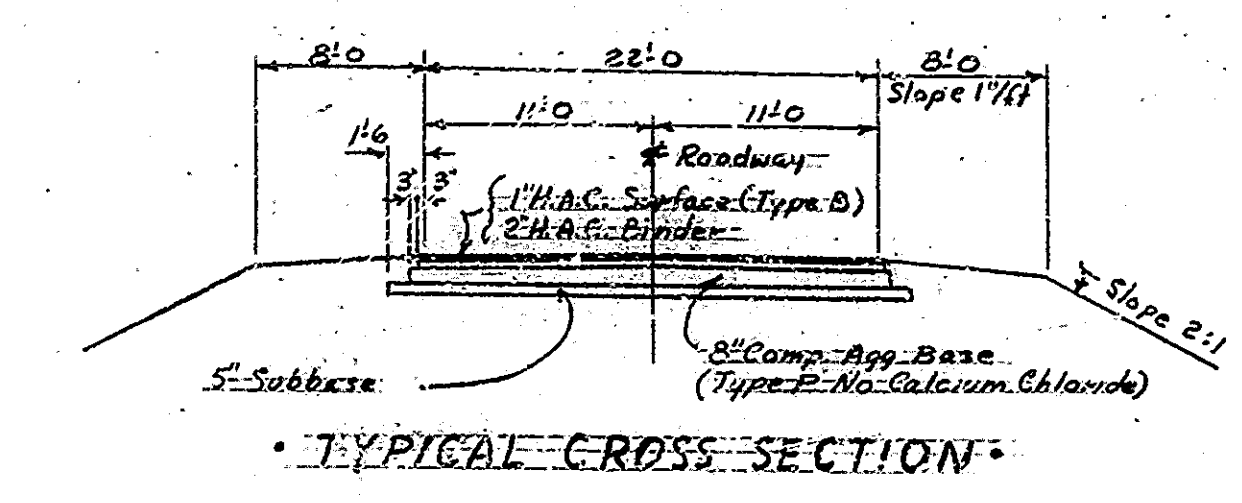 8'-0
22'-0
8'-0
Slope 1"/ft
11'-0
11'-0
1'-6
℄ Roadway
3" 3"
1" H.A.C. Surface (Type B)
2" H.A.C. Binder
Slope 2:1
5" Subbase
8" Comp. Agg Base
(Type P No Calcium Chloride)
• TYPICAL CROSS SECTION •